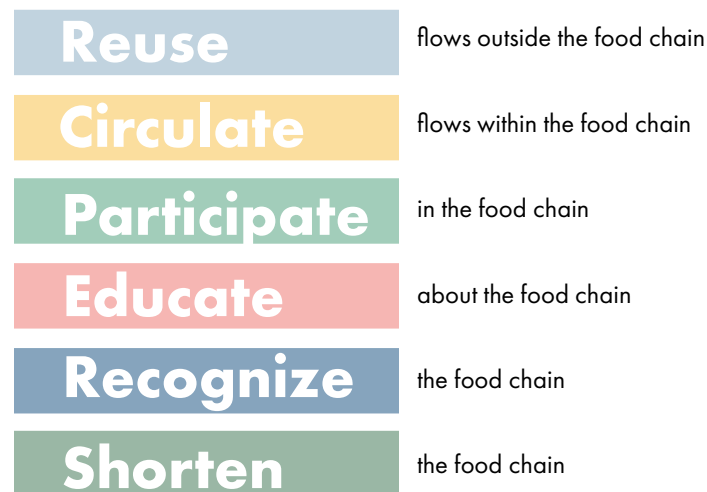 Reuse flows outside the food chain
Circulate flows within the food chain
Participate in the food chain
Educate about the food chain
Recognize the food chain
Shorten the food chain